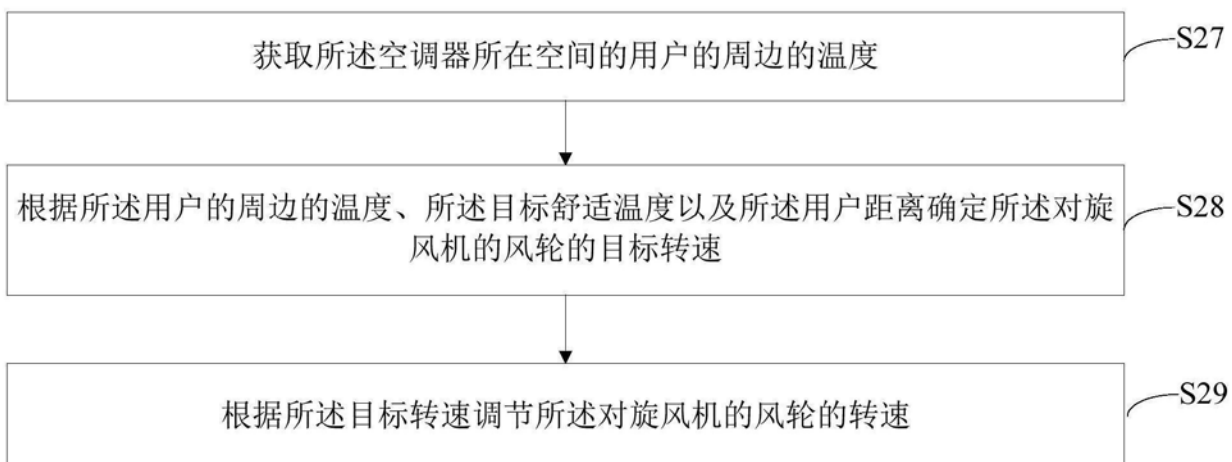 获取所述空调器所在空间的用户的周边的温度
S27
根据所述用户的周边的温度、所述目标舒适温度以及所述用户距离确定所述对旋
风机的风轮的目标转速
S28
根据所述目标转速调节所述对旋风机的风轮的转速
S29